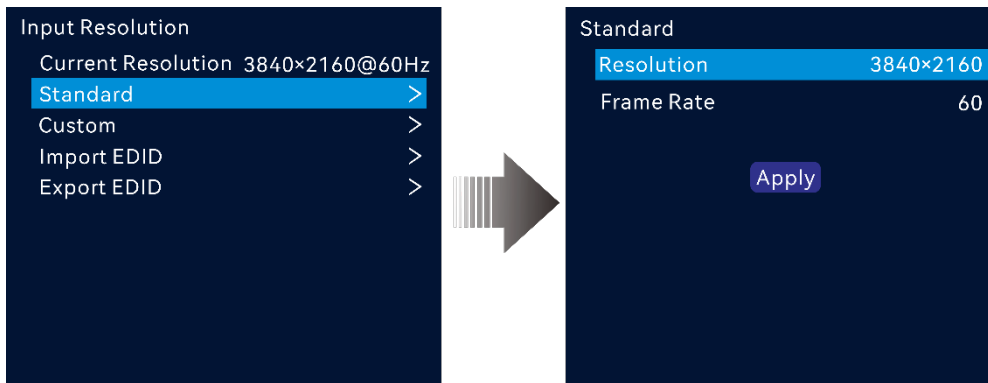 Input Resolution
Current Resolution 3840×2160@60Hz
Standard >
Custom >
Import EDID >
Export EDID >
Standard
Resolution 3840×2160
Frame Rate 60
Apply